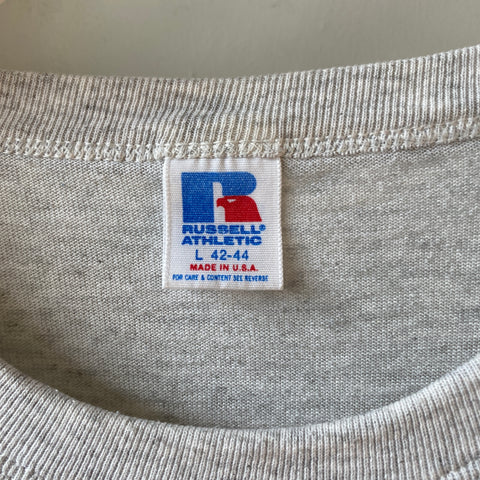 R
RUSSELL®
ATHLETIC
L 42-44
MADE IN U.S.A.
FOR CARE & CONTENT SEE REVERSE